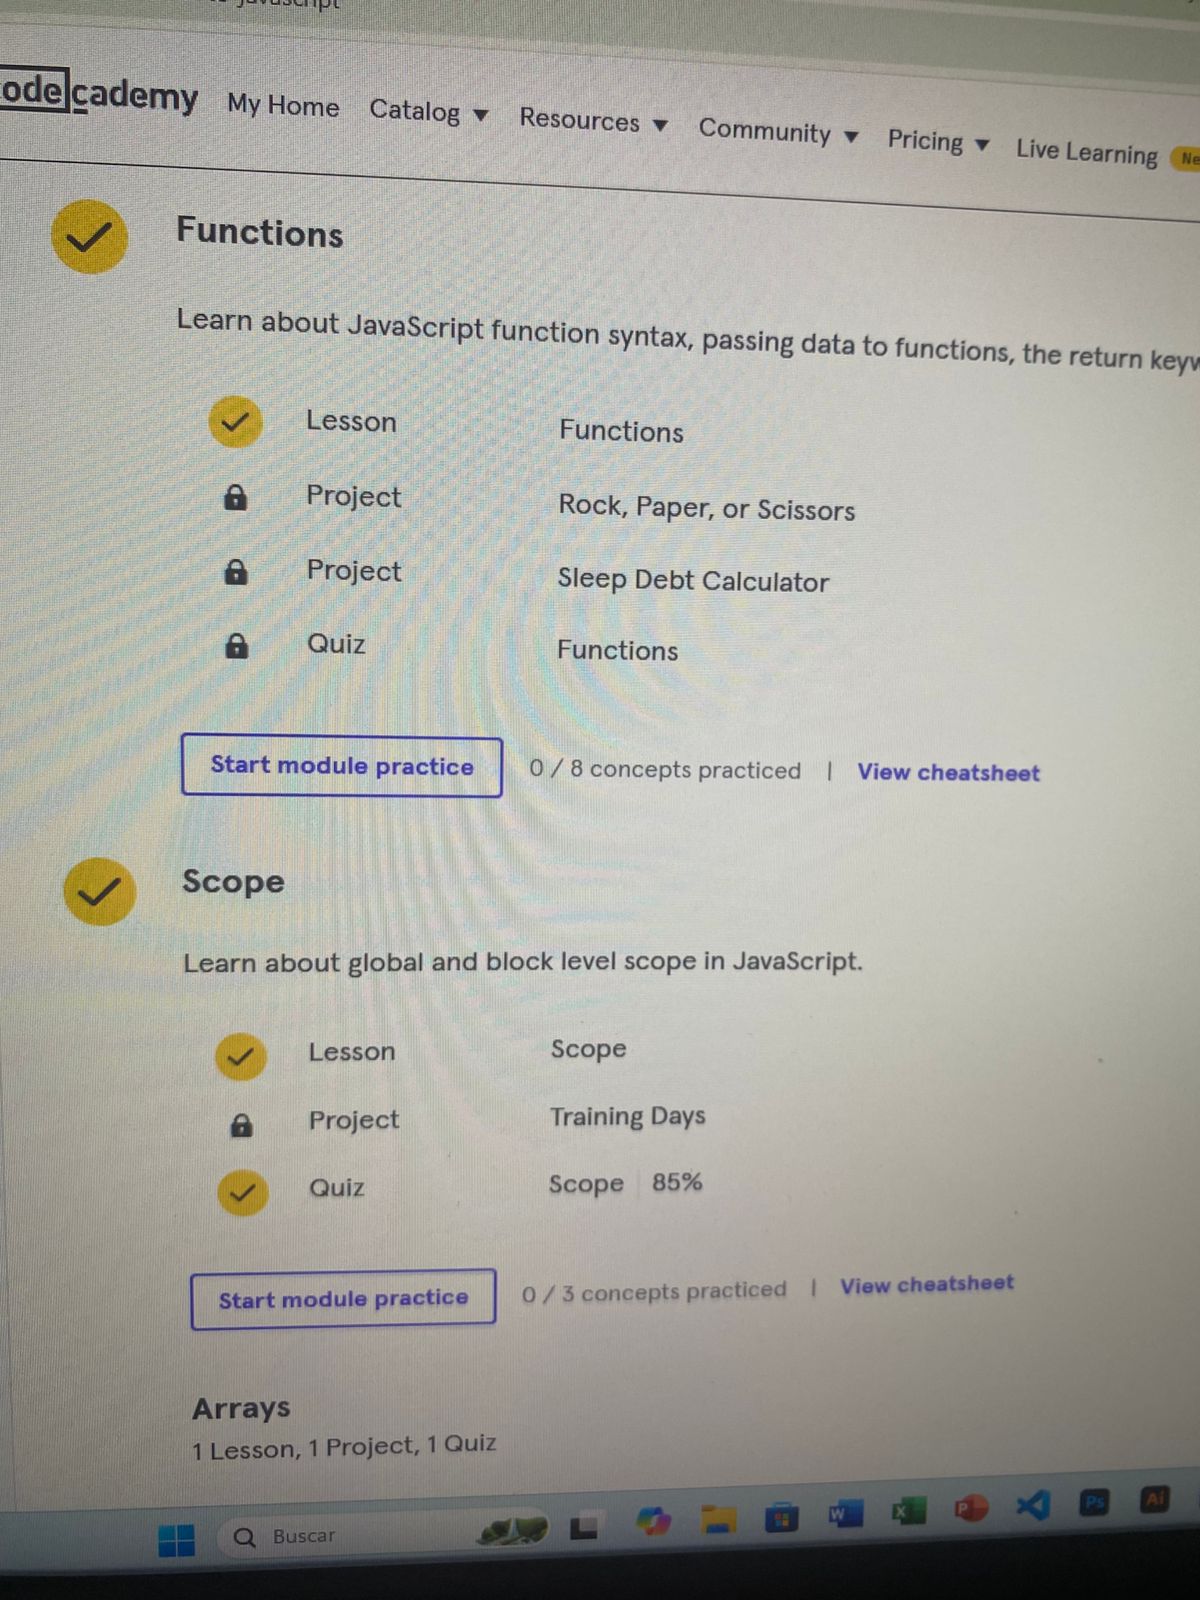 odecademy My Home Catalog Resources Community Pricing Live Learning
Functions
Learn about JavaScript function syntax, passing data to functions, the return
Lesson Functions
Project Rock, Paper, or Scissors
Project Sleep Debt Calculator
Quiz Functions
Start module practice 0 / 8 concepts practiced | View cheatsheet
Scope
Learn about global and block level scope in JavaScript.
Lesson Scope
Project Training Days
Quiz Scope 85%
Start module practice 0 / 3 concepts practiced | View cheatsheet
Arrays
1 Lesson, 1 Project, 1 Quiz
Buscar W X P Ps Ai